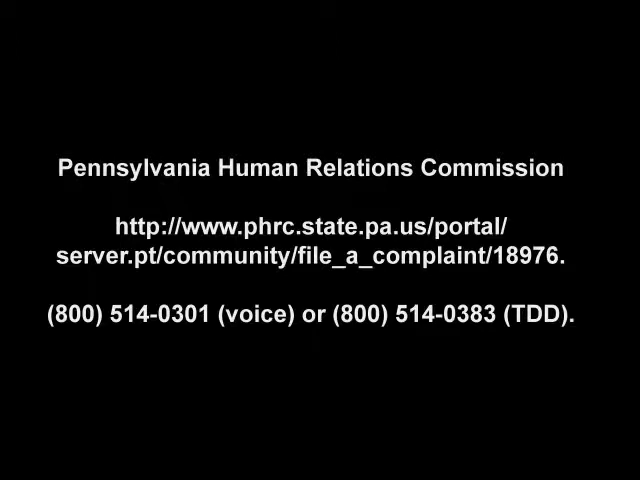 Pennsylvania Human Relations Commission
http://www.phrc.state.pa.us/portal/
server.pt/community/file_a_complaint/18976.
(800) 514-0301 (voice) or (800) 514-0383 (TDD).